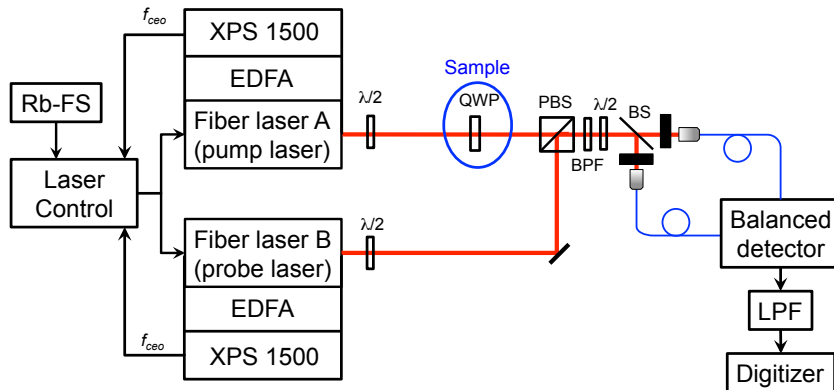 f_ceo
XPS 1500
EDFA
Fiber laser A
(pump laser)
Rb-FS
Laser
Control
Fiber laser B
(probe laser)
EDFA
XPS 1500
f_ceo
λ/2
λ/2
Sample
QWP
PBS
BPF
λ/2
BS
Balanced
detector
LPF
Digitizer